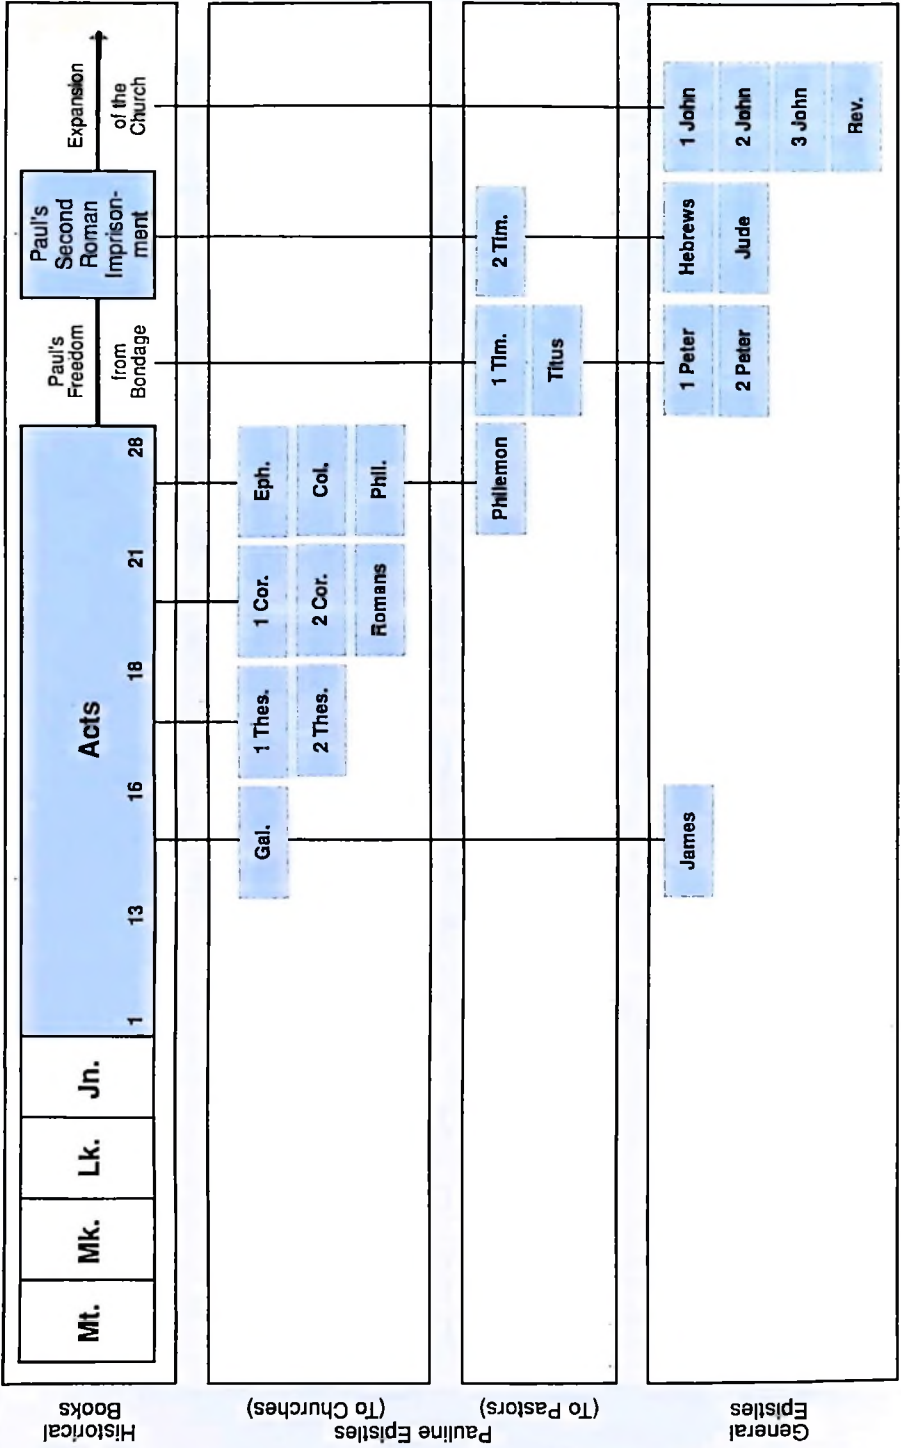 Historical
Books
Mt.
Mk.
Lk.
Jn.
Acts
1
13
16
18
21
28
Paul's
Freedom
from
Bondage
Paul's
Second
Roman
Imprison-
ment
Expansion
of the
Church
Pauline Epistles
(To Churches)
Gal.
1 Thes.
2 Thes.
1 Cor.
2 Cor.
Romans
Eph.
Col.
Phil.
(To Pastors)
Philemon
1 Tim.
Titus
2 Tim.
General
Epistles
James
1 Peter
2 Peter
Hebrews
Jude
1 John
2 John
3 John
Rev.